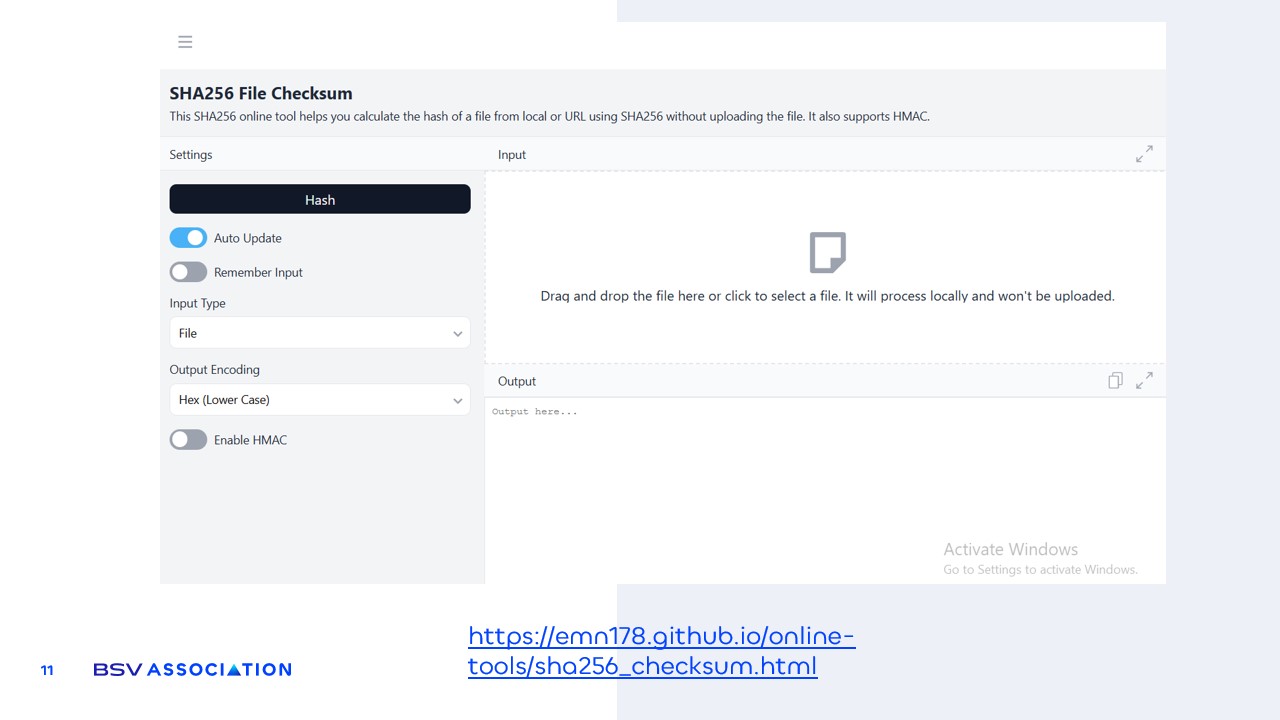 SHA256 File Checksum
This SHA256 online tool helps you calculate the hash of a file from local or URL using SHA256 without uploading the file. It also supports HMAC.
Settings
Input
Hash
Auto Update
Remember Input
Input Type
File
Output Encoding
Hex (Lower Case)
Enable HMAC
Drag and drop the file here or click to select a file. It will process locally and won't be uploaded.
Output
Output here...
Activate Windows
Go to Settings to activate Windows.
https://emn178.github.io/online-
tools/sha256_checksum.html
11
BSV ASSOCIATION